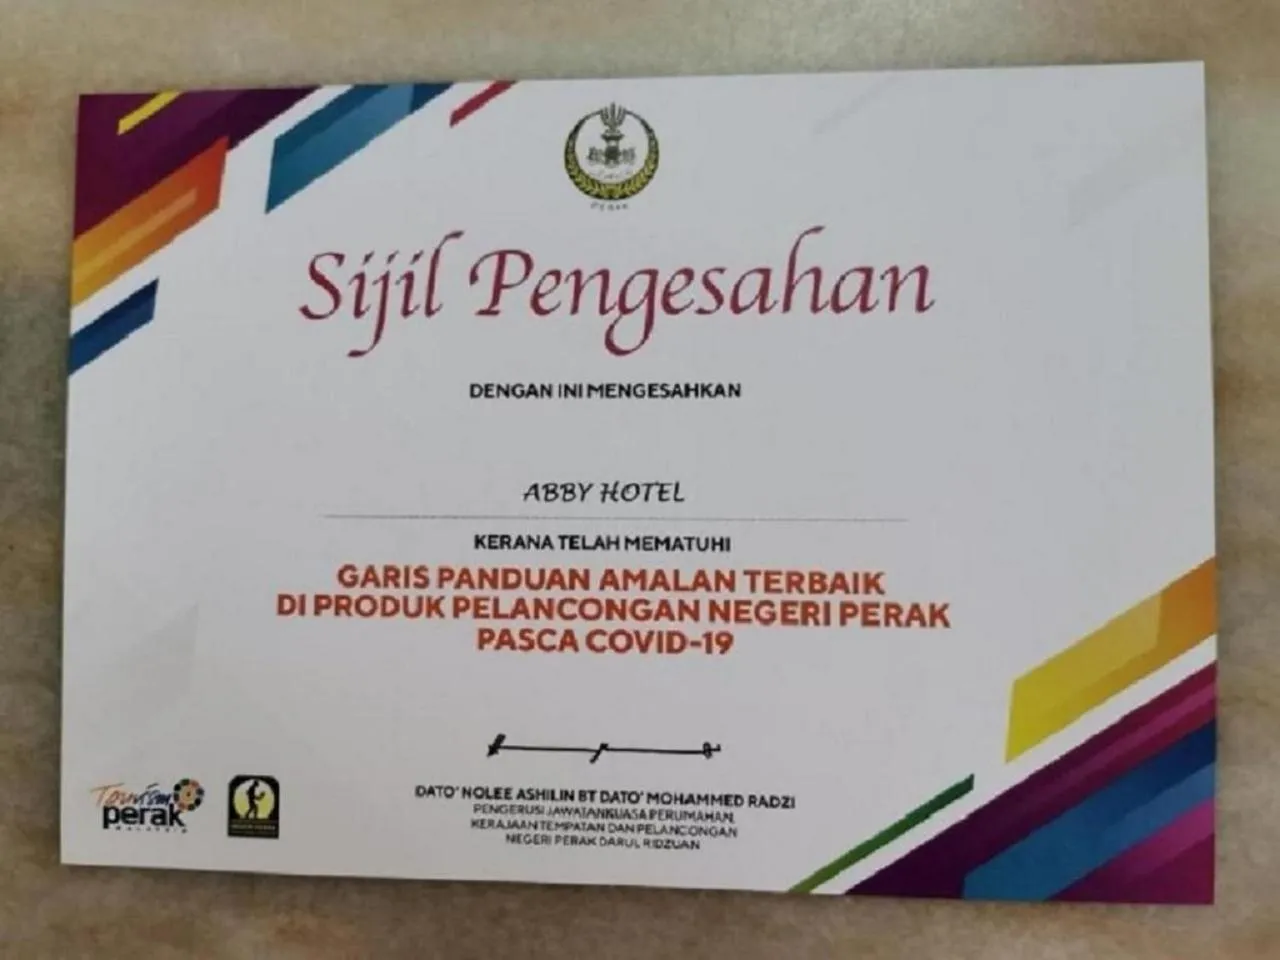 PERAK
Sijil Pengesahan
DENGAN INI MENGESAHKAN
ABBY HOTEL
KERANA TELAH MEMATUHI
GARIS PANDUAN AMALAN TERBAIK
DI PRODUK PELANCONGAN NEGERI PERAK
PASCA COVID-19
DATO' NOLEE ASHILIN BT DATO' MOHAMMED RADZI
PENGERUSI JAWATANKUASA PERUMAHAN,
KERAJAAN TEMPATAN DAN PELANCONGAN
NEGERI PERAK DARUL RIDZUAN
Tourism
perak
MALAYSIA